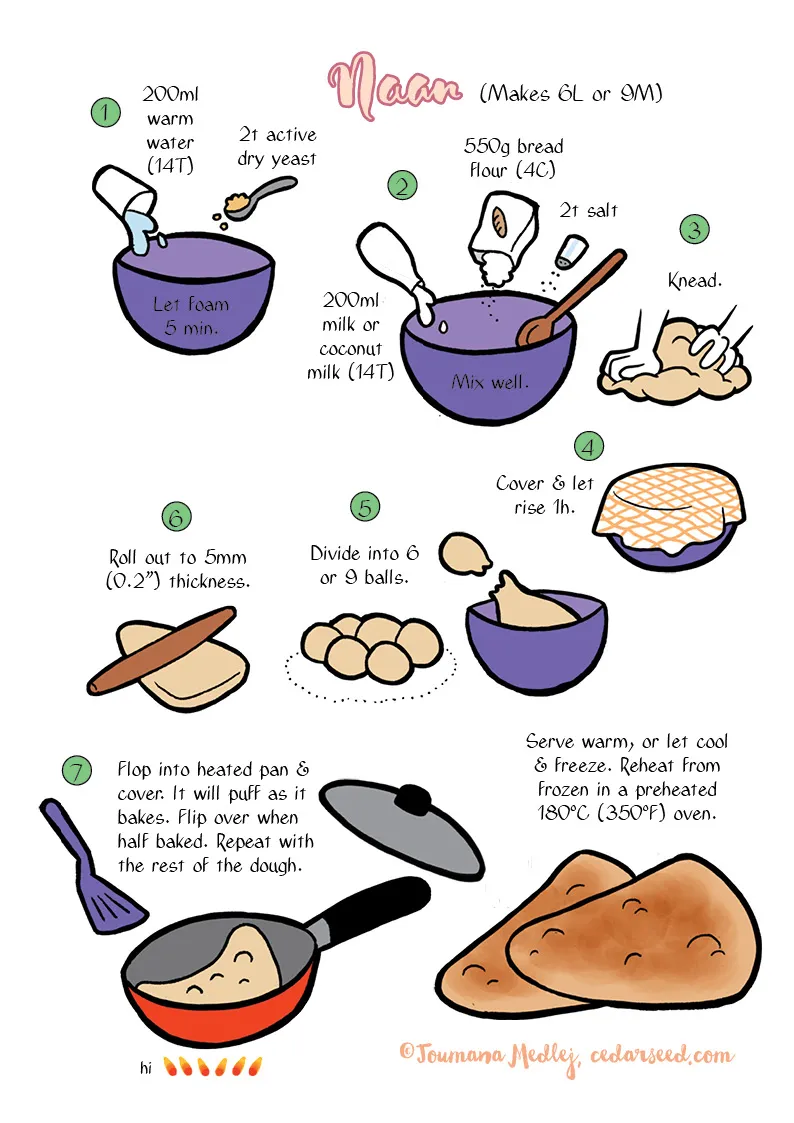 Naan (Makes 6L or 9M)
1
200ml
warm
water
(14T)
2t active
dry yeast
Let foam
5 min.
2
550g bread
flour (4C)
2t salt
200ml
milk or
coconut
milk (14T)
Mix well.
3
Knead.
4
Cover & let
rise 1h.
5
Divide into 6
or 9 balls.
6
Roll out to 5mm
(0.2") thickness.
7
Flop into heated pan &
cover. It will puff as it
bakes. Flip over when
half baked. Repeat with
the rest of the dough.
hi
Serve warm, or let cool
& freeze. Reheat from
frozen in a preheated
180°C (350°F) oven.
©Joumana Medlej, cedarseed.com